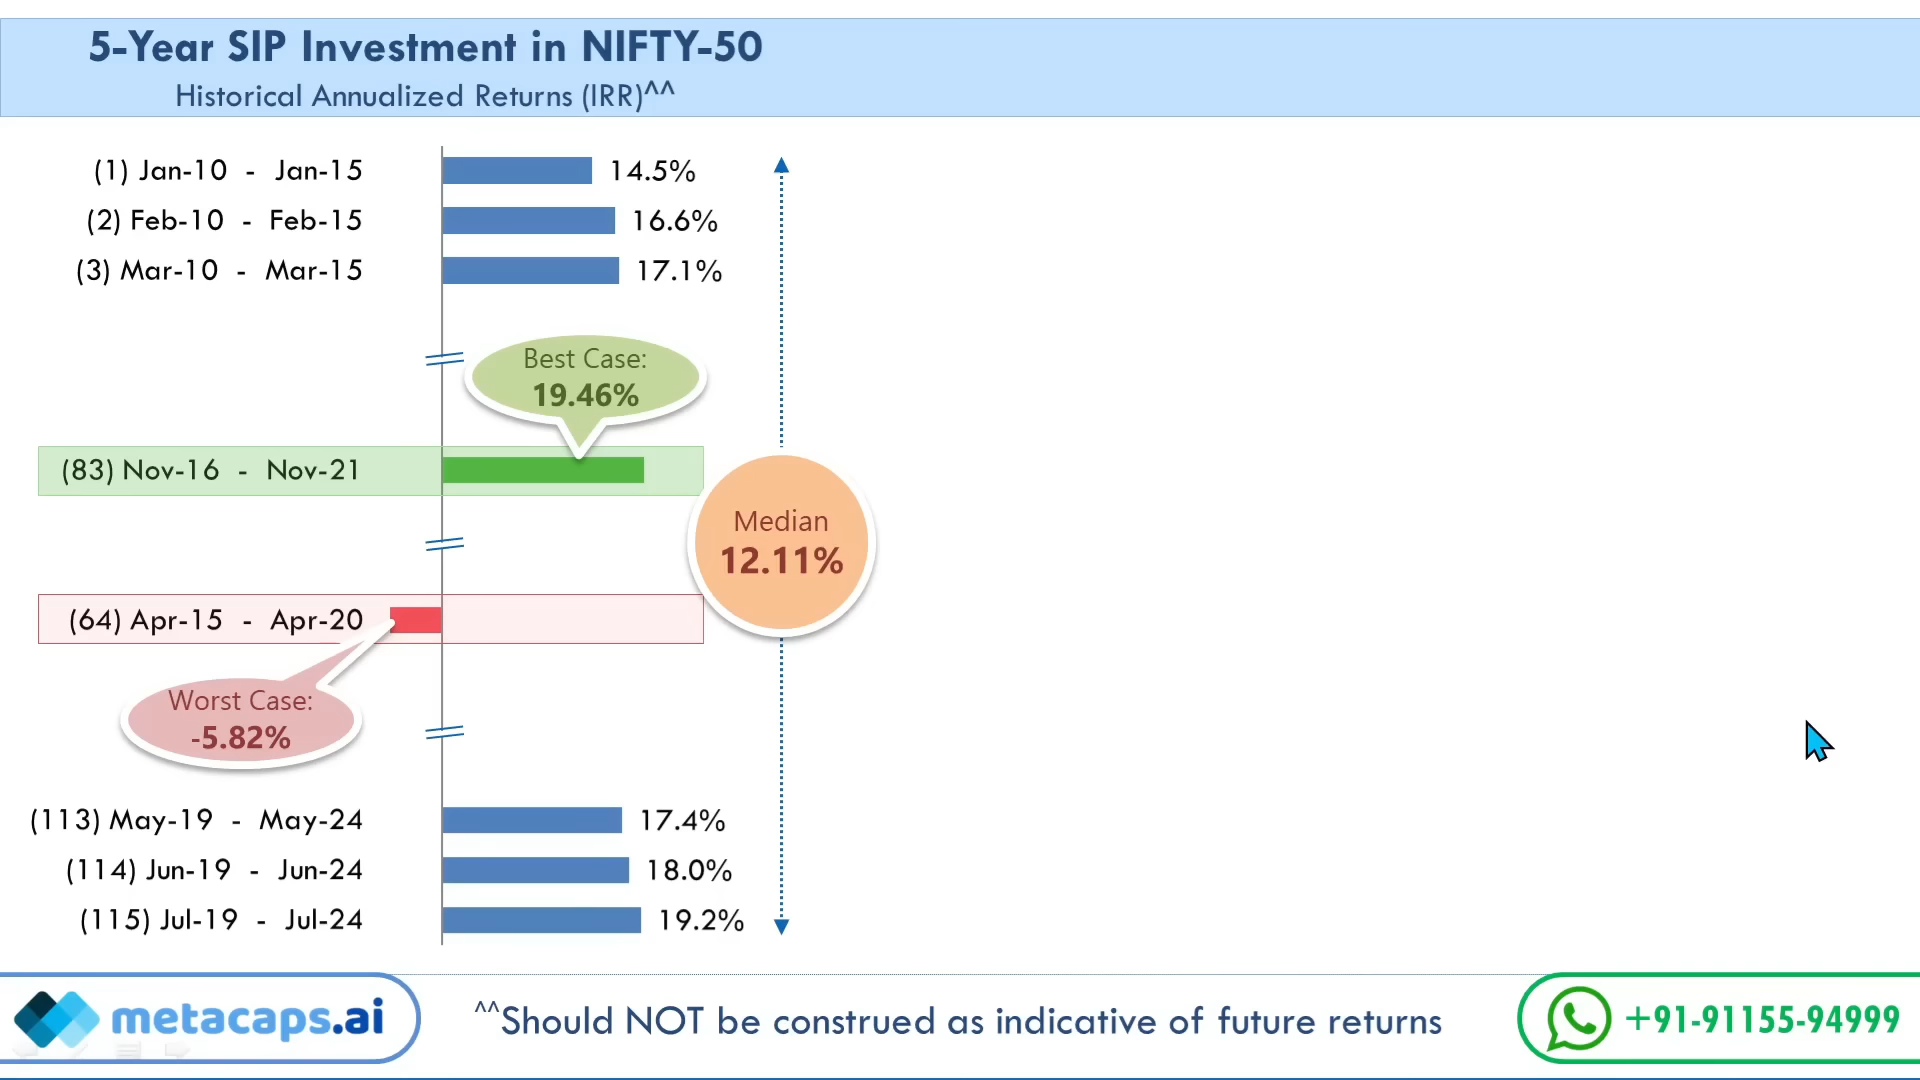 5-Year SIP Investment in NIFTY-50
Historical Annualized Returns (IRR)^^
(1) Jan-10 - Jan-15 14.5%
(2) Feb-10 - Feb-15 16.6%
(3) Mar-10 - Mar-15 17.1%
Best Case:
19.46%
(83) Nov-16 - Nov-21
Median
12.11%
(64) Apr-15 - Apr-20
Worst Case:
-5.82%
(113) May-19 - May-24 17.4%
(114) Jun-19 - Jun-24 18.0%
(115) Jul-19 - Jul-24 19.2%
metacaps.ai
^^Should NOT be construed as indicative of future returns
+91-91155-94999